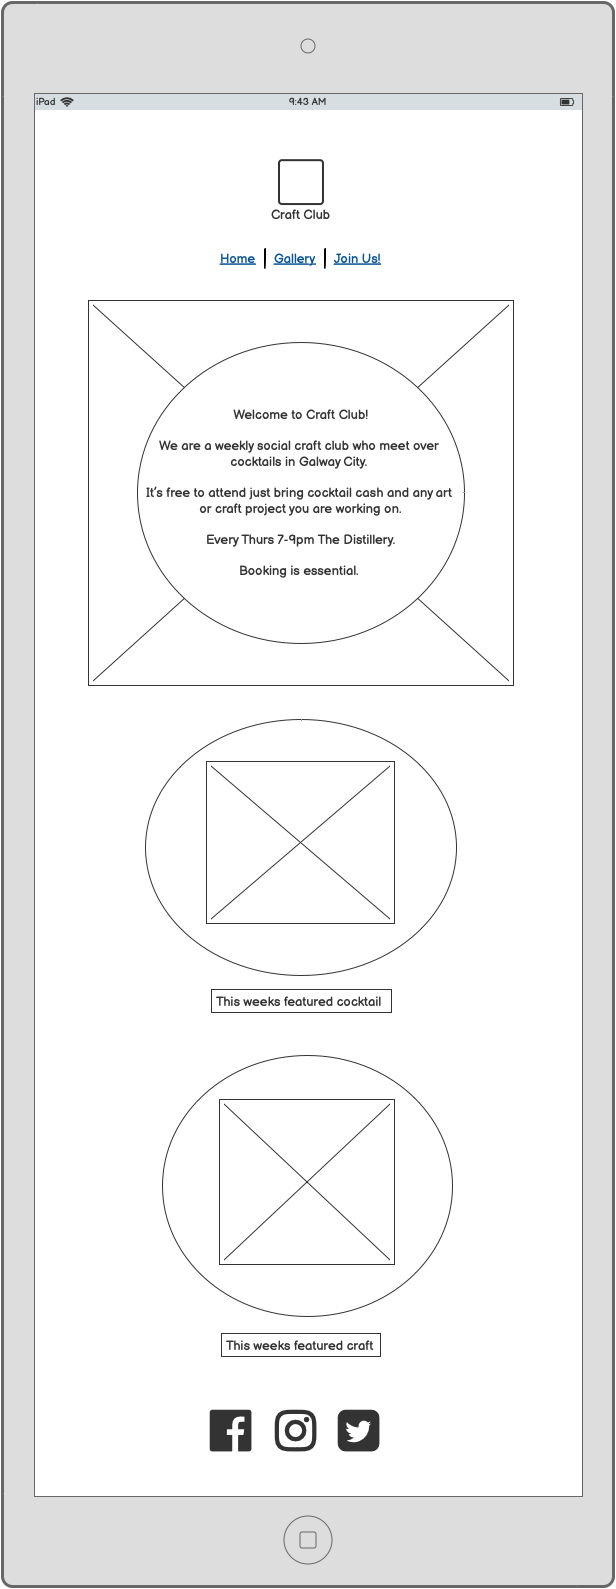 iPad 9:43 AM
Craft Club
Home Gallery Join Us!
Welcome to Craft Club!
We are a weekly social craft club who meet over
cocktails in Galway City.
It's free to attend just bring cocktail cash and any art
or craft project you are working on.
Every Thurs 7-9pm The Distillery.
Booking is essential.
This weeks featured cocktail
This weeks featured craft